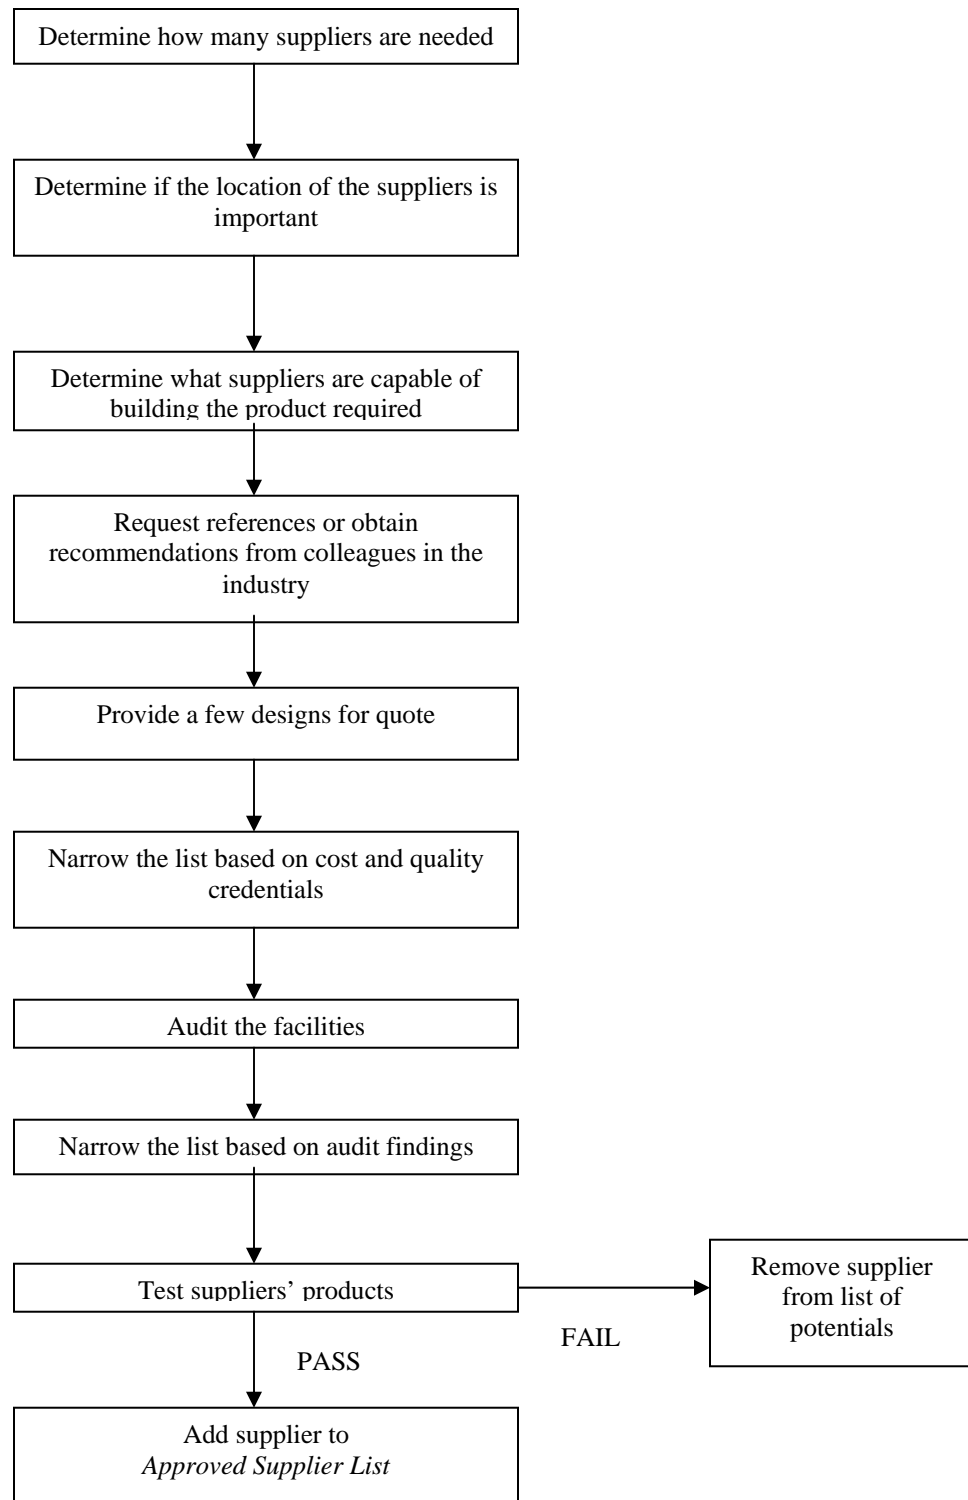 Determine how many suppliers are needed
Determine if the location of the suppliers is
important
Determine what suppliers are capable of
building the product required
Request references or obtain
recommendations from colleagues in the
industry
Provide a few designs for quote
Narrow the list based on cost and quality
credentials
Audit the facilities
Narrow the list based on audit findings
Test suppliers’ products
Remove supplier
from list of
potentials
FAIL
PASS
Add supplier to
Approved Supplier List